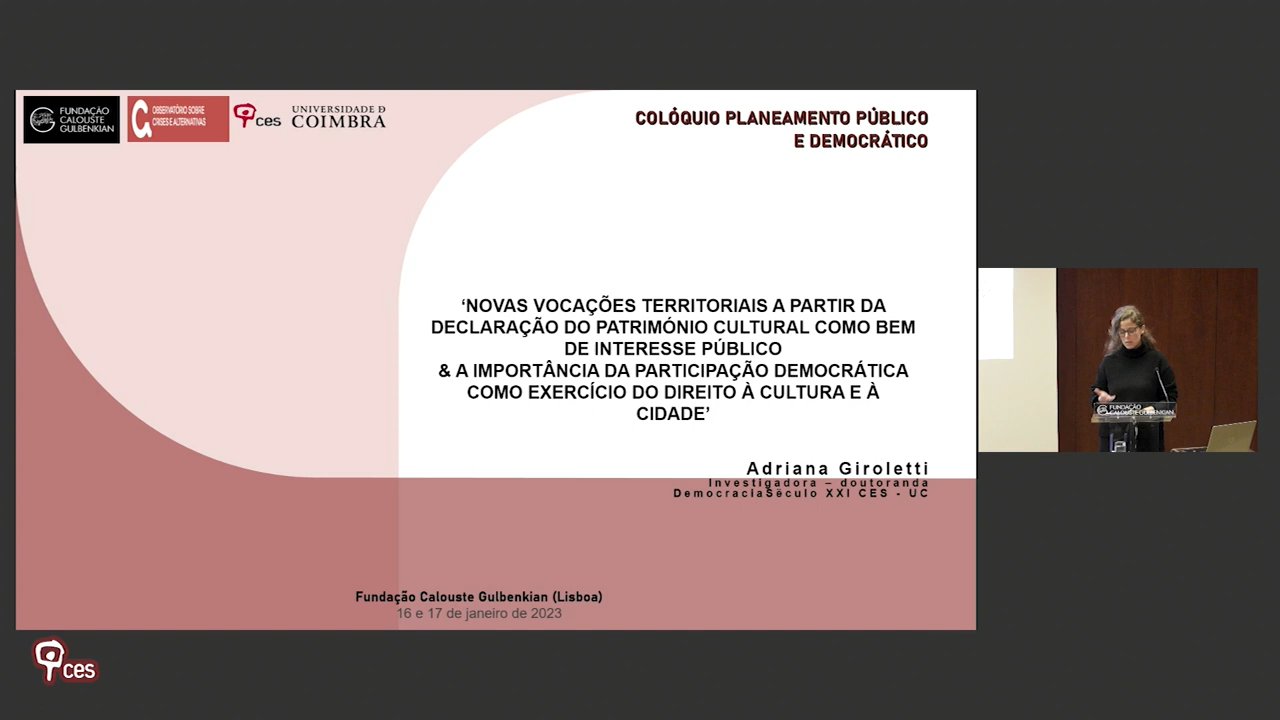 FUNDAÇÃO
CALOUSTE
GULBENKIAN
OBSERVATÓRIO SOBRE
CRISES E ALTERNATIVAS
ces
UNIVERSIDADE D
COIMBRA
COLÓQUIO PLANEAMENTO PÚBLICO
E DEMOCRÁTICO
‘NOVAS VOCAÇÕES TERRITORIAIS A PARTIR DA
DECLARAÇÃO DO PATRIMÓNIO CULTURAL COMO BEM
DE INTERESSE PÚBLICO
& A IMPORTÂNCIA DA PARTICIPAÇÃO DEMOCRÁTICA
COMO EXERCÍCIO DO DIREITO À CULTURA E À
CIDADE’
Adriana Giroletti
Investigadora – doutoranda
DemocraciaSéculo XXI CES - UC
Fundação Calouste Gulbenkian (Lisboa)
16 e 17 de janeiro de 2023
FUNDAÇÃO
CALOUSTE GULBENKIAN
ces